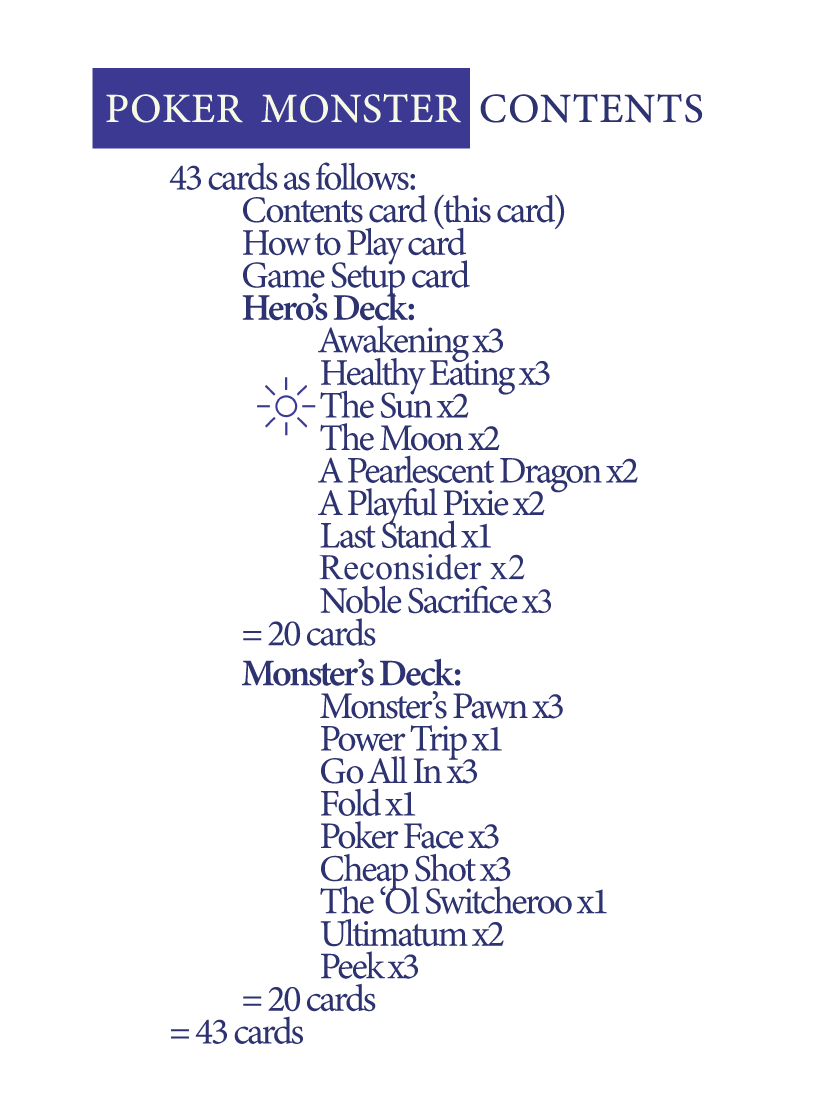 POKER MONSTER CONTENTS
43 cards as follows:
Contents card (this card)
How to Play card
Game Setup card
Hero’s Deck:
Awakening x3
Healthy Eating x3
The Sun x2
The Moon x2
A Pearlescent Dragon x2
A Playful Pixie x2
Last Stand x1
Reconsider x2
Noble Sacrifice x3
= 20 cards
Monster’s Deck:
Monster’s Pawn x3
Power Trip x1
Go All In x3
Fold x1
Poker Face x3
Cheap Shot x3
The ‘Ol Switcheroo x1
Ultimatum x2
Peek x3
= 20 cards
= 43 cards